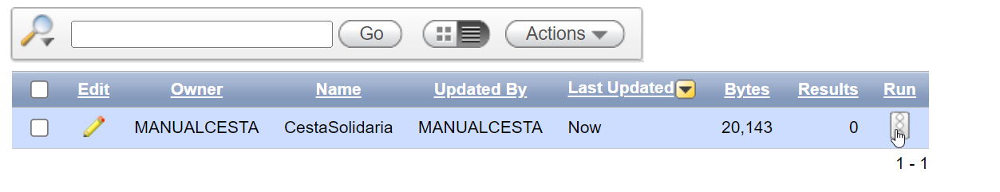 Go Actions
Edit Owner Name Updated By Last Updated Bytes Results Run
MANUALCESTA CestaSolidaria MANUALCESTA Now 20,143 0
1 - 1